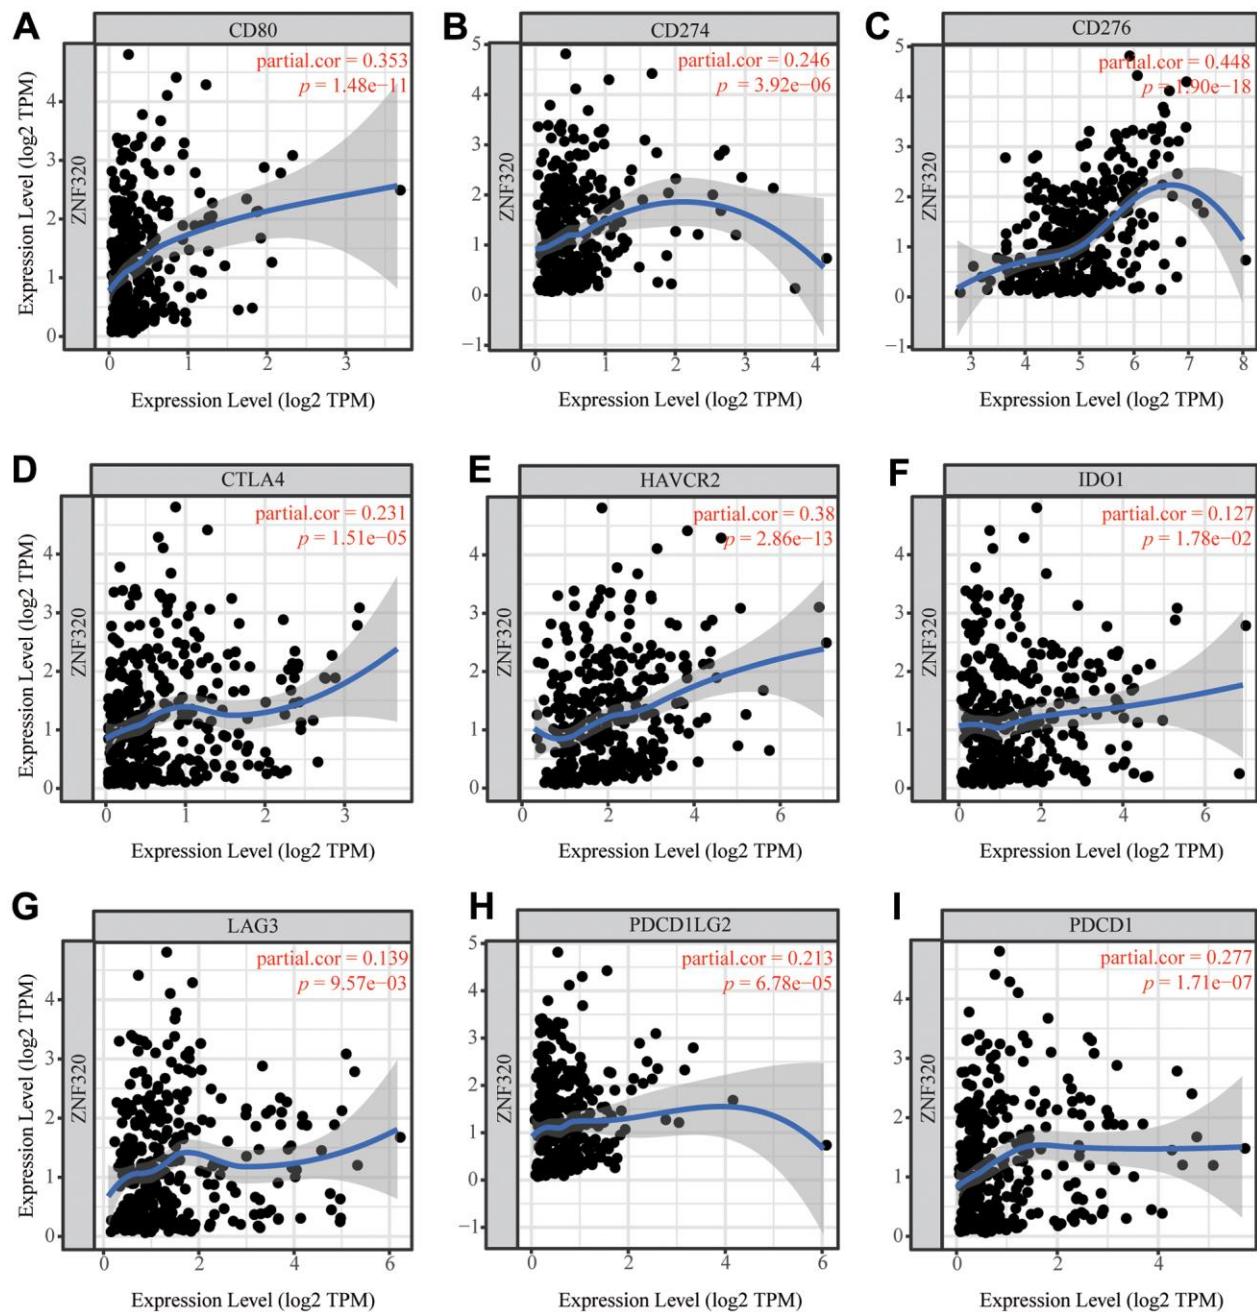 A
CD80
partial.cor = 0.353
p = 1.48e−11
ZNF320
Expression Level (log2 TPM)
4
3
2
1
0
0 1 2 3
Expression Level (log2 TPM)
B
CD274
partial.cor = 0.246
p = 3.92e−06
ZNF320
5
4
3
2
1
0
−1
0 1 2 3 4
Expression Level (log2 TPM)
C
CD276
partial.cor = 0.448
p = 1.90e−18
ZNF320
5
4
3
2
1
0
−1
3 4 5 6 7 8
Expression Level (log2 TPM)
D
CTLA4
partial.cor = 0.231
p = 1.51e−05
ZNF320
Expression Level (log2 TPM)
4
3
2
1
0
0 1 2 3
Expression Level (log2 TPM)
E
HAVCR2
partial.cor = 0.38
p = 2.86e−13
ZNF320
4
3
2
1
0
0 2 4 6
Expression Level (log2 TPM)
F
IDO1
partial.cor = 0.127
p = 1.78e−02
ZNF320
4
3
2
1
0
0 2 4 6
Expression Level (log2 TPM)
G
LAG3
partial.cor = 0.139
p = 9.57e−03
ZNF320
Expression Level (log2 TPM)
4
3
2
1
0
0 2 4 6
Expression Level (log2 TPM)
H
PDCD1LG2
partial.cor = 0.213
p = 6.78e−05
ZNF320
5
4
3
2
1
0
−1
0 2 4 6
Expression Level (log2 TPM)
I
PDCD1
partial.cor = 0.277
p = 1.71e−07
ZNF320
4
3
2
1
0
0 2 4
Expression Level (log2 TPM)